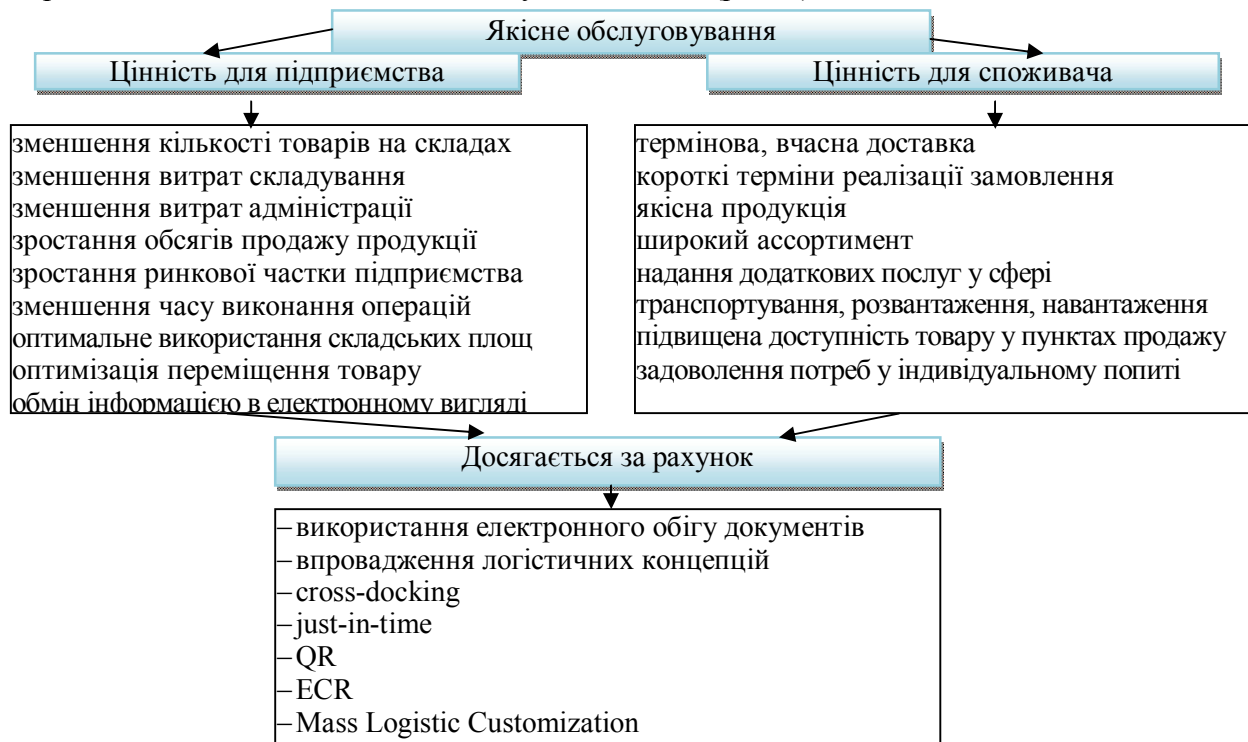 Якісне обслуговування
Цінність для підприємства
Цінність для споживача
зменшення кількості товарів на складах
зменшення витрат складування
зменшення витрат адміністрації
зростання обсягів продажу продукції
зростання ринкової частки підприємства
зменшення часу виконання операцій
оптимальне використання складських площ
оптимізація переміщення товару
обмін інформацією в електронному вигляді
термінова, вчасна доставка
короткі терміни реалізації замовлення
якісна продукція
широкий ассортимент
надання додаткових послуг у сфері
транспортування, розвантаження, навантаження
підвищена доступність товару у пунктах продажу
задоволення потреб у індивідуальному попиті
Досягається за рахунок
–використання електронного обігу документів
–впровадження логістичних концепцій
–cross-docking
–just-in-time
–QR
–ECR
–Mass Logistic Customization